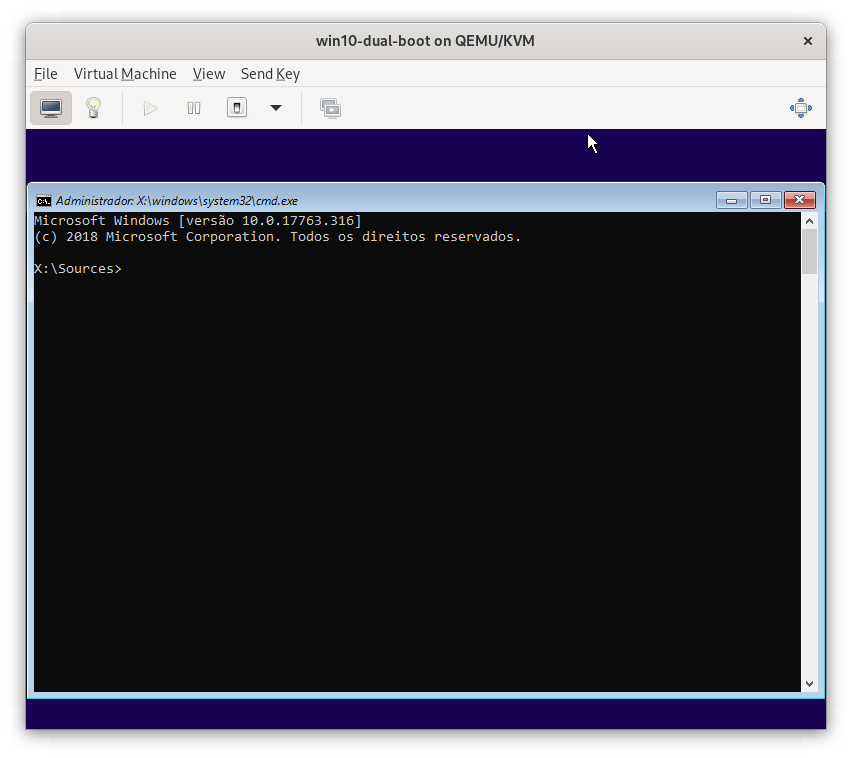 win10-dual-boot on QEMU/KVM
File Virtual Machine View Send Key
Administrador: X:\windows\system32\cmd.exe
Microsoft Windows [versão 10.0.17763.316]
(c) 2018 Microsoft Corporation. Todos os direitos reservados.
X:\Sources>